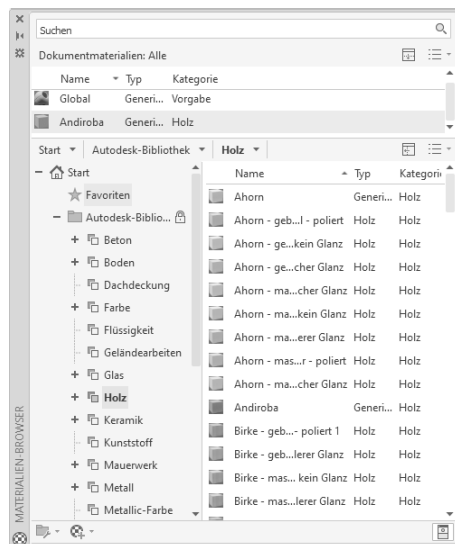 Suchen
Dokumentmaterialien: Alle
Name Typ Kategorie
Global Generi... Vorgabe
Andiroba Generi... Holz
Start Autodesk-Bibliothek Holz
Start
Favoriten
Autodesk-Biblio...
Beton
Boden
Dachdeckung
Farbe
Flüssigkeit
Geländearbeiten
Glas
Holz
Keramik
Kunststoff
Mauerwerk
Metall
Metallic-Farbe
Name Typ Kategorie
Ahorn Generi... Holz
Ahorn - geb...l - poliert Holz Holz
Ahorn - ge...kein Glanz Holz Holz
Ahorn - ge...cher Glanz Holz Holz
Ahorn - ma...cher Glanz Holz Holz
Ahorn - ma...kein Glanz Holz Holz
Ahorn - ma...erer Glanz Holz Holz
Ahorn - mas...r - poliert Holz Holz
Ahorn - ma...cher Glanz Holz Holz
Andiroba Generi... Holz
Birke - geb...- poliert 1 Holz Holz
Birke - geb...lerer Glanz Holz Holz
Birke - mas... kein Glanz Holz Holz
Birke - mas...lerer Glanz Holz Holz
MATERIALIEN-BROWSER